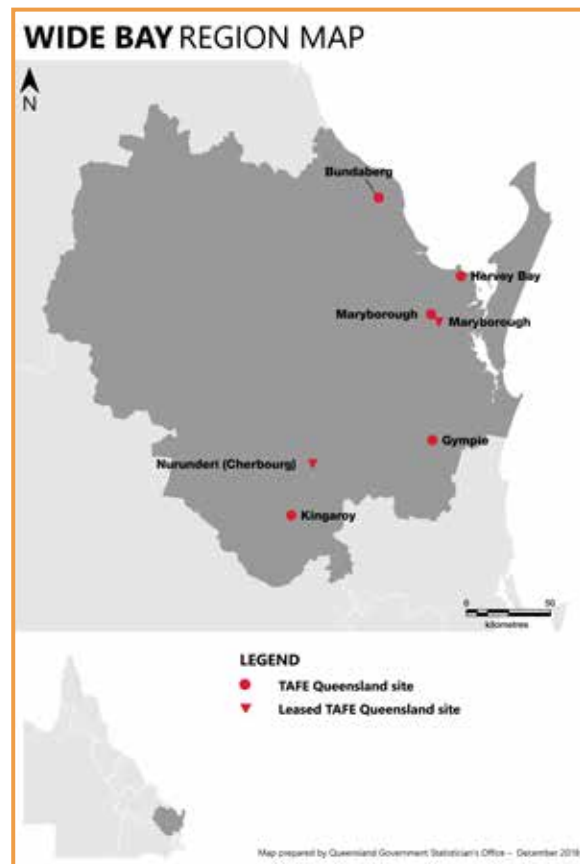 WIDE BAY REGION MAP
N
Bundaberg
Hervey Bay
Maryborough
Maryborough
Gympie
Nurunderi (Cherbourg)
Kingaroy
0 50
kilometres
LEGEND
TAFE Queensland site
Leased TAFE Queensland site
Map prepared by Queensland Government Statistician's Office – December 2018